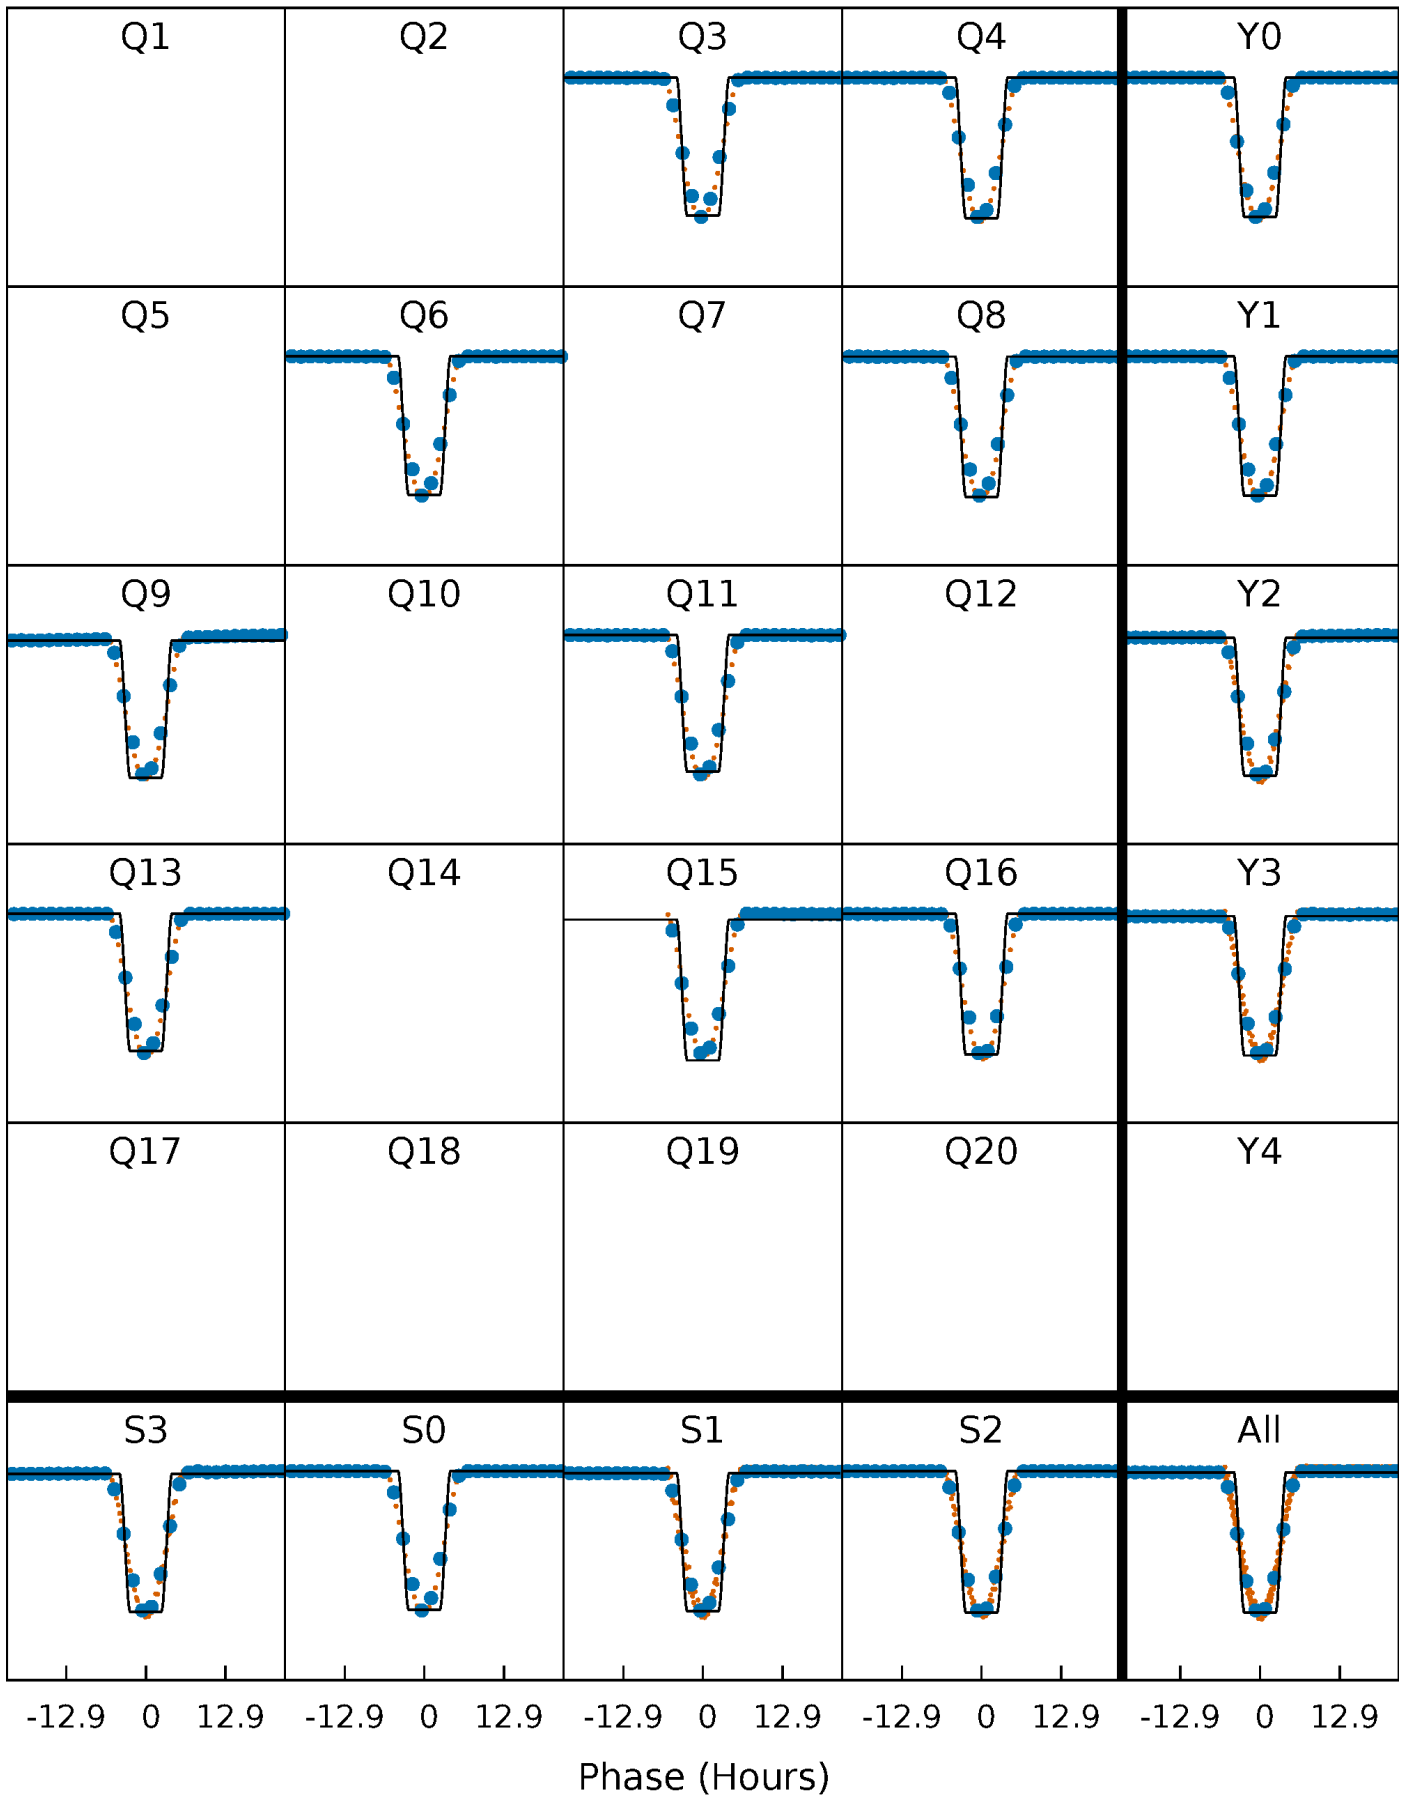 Q1 Q2 Q3 Q4 Y0
Q5 Q6 Q7 Q8 Y1
Q9 Q10 Q11 Q12 Y2
Q13 Q14 Q15 Q16 Y3
Q17 Q18 Q19 Q20 Y4
S3 S0 S1 S2 All
-12.9 0 12.9 -12.9 0 12.9 -12.9 0 12.9 -12.9 0 12.9 -12.9 0 12.9
Phase (Hours)